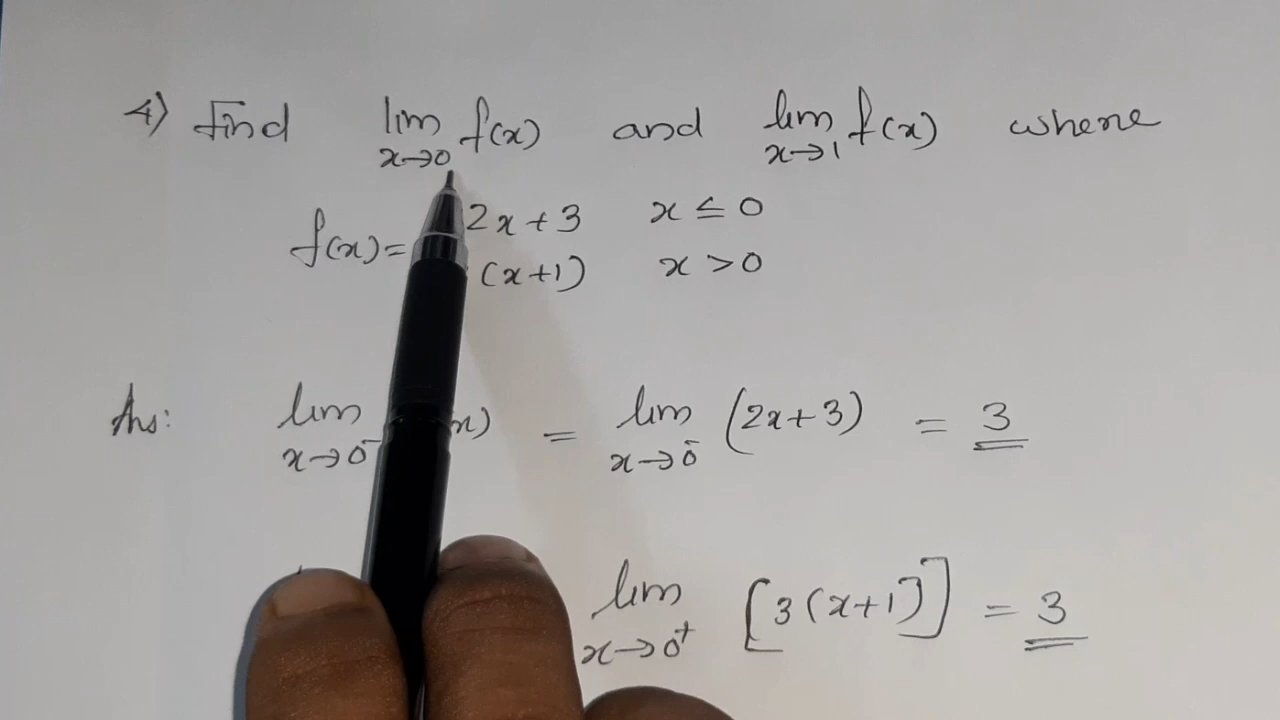 4) Find lim x→0 f(x) and lim x→1 f(x) where
f(x)= 2x+3 x ≤ 0
(x+1) x > 0
Ans: lim x→0⁻ x) = lim x→0⁻ (2x+3) = 3
lim x→0⁺ [3(x+1)] = 3